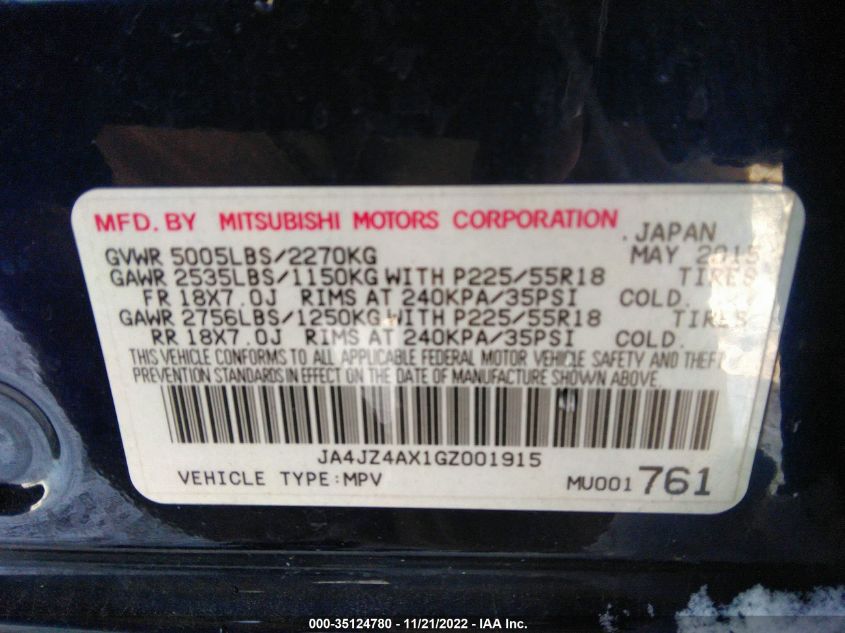 MFD. BY MITSUBISHI MOTORS CORPORATION
, JAPAN
GVWR 5005LBS/2270KG MAY 2015
GAWR 2535LBS/1150KG WITH P225/55R18 TIRES
FR 18X7.0J RIMS AT 240KPA/35PSI COLD.
GAWR 2756LBS/1250KG WITH P225/55R18 TIRES
RR 18X7.0J RIMS AT 240KPA/35PSI COLD.
THIS VEHICLE CONFORMS TO ALL APPLICABLE FEDERAL MOTOR VEHICLE SAFETY AND THEFT
PREVENTION STANDARDS IN EFFECT ON THE DATE OF MANUFACTURE SHOWN ABOVE.
JA4JZ4AX1GZ001915
VEHICLE TYPE:MPV MU001 761
000-35124780 — 11/21/2022 — IAA Inc.